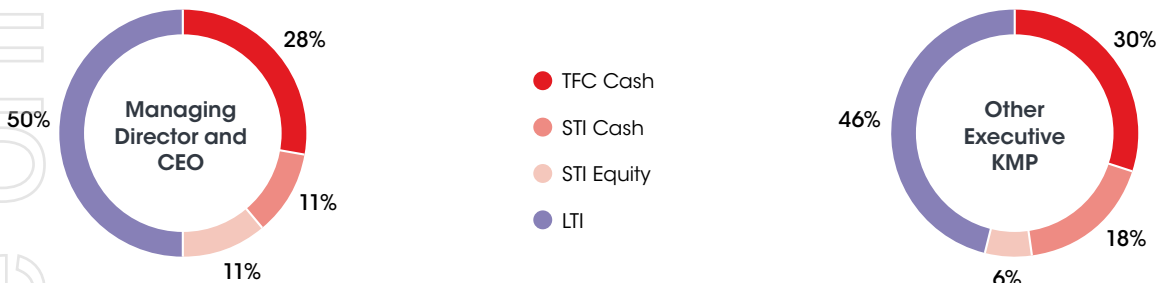 28%
50%
Managing
Director and
CEO
11%
11%
TFC Cash
STI Cash
STI Equity
LTI
30%
46%
Other
Executive
KMP
18%
6%